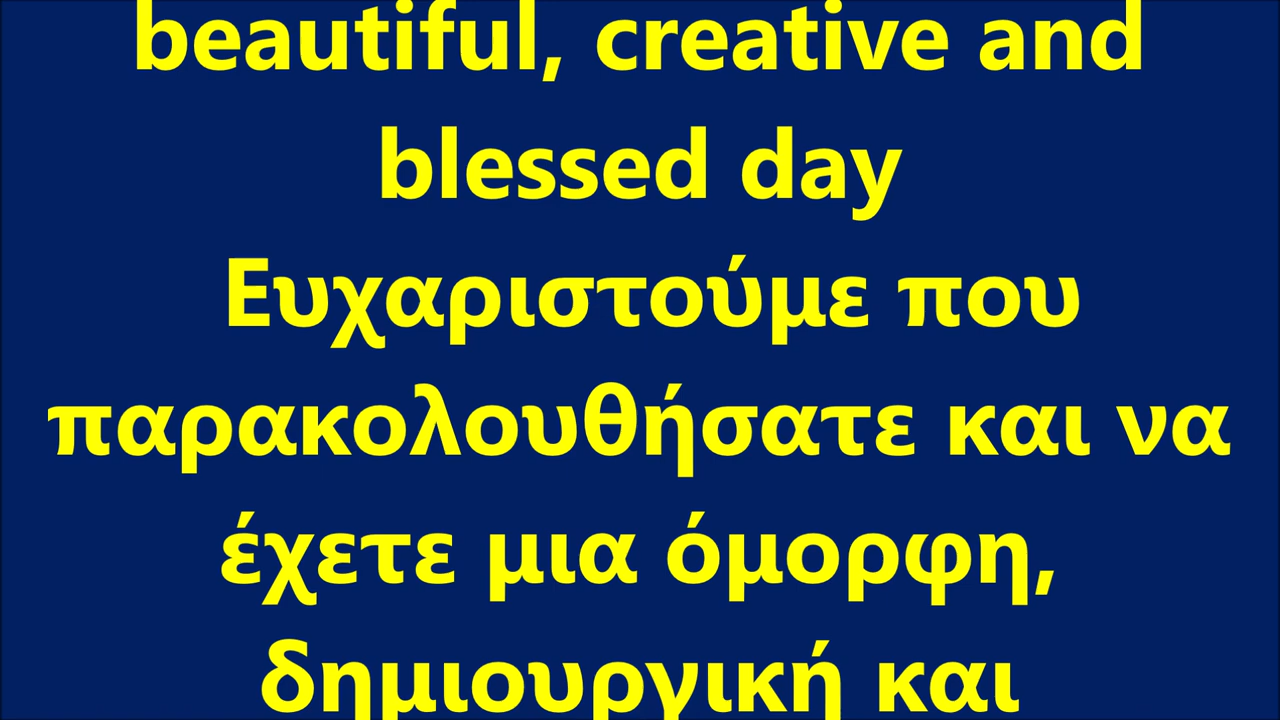 beautiful, creative and
blessed day
Ευχαριστούμε που
παρακολουθήσατε και να
έχετε μια όμορφη,
δημιουργική και